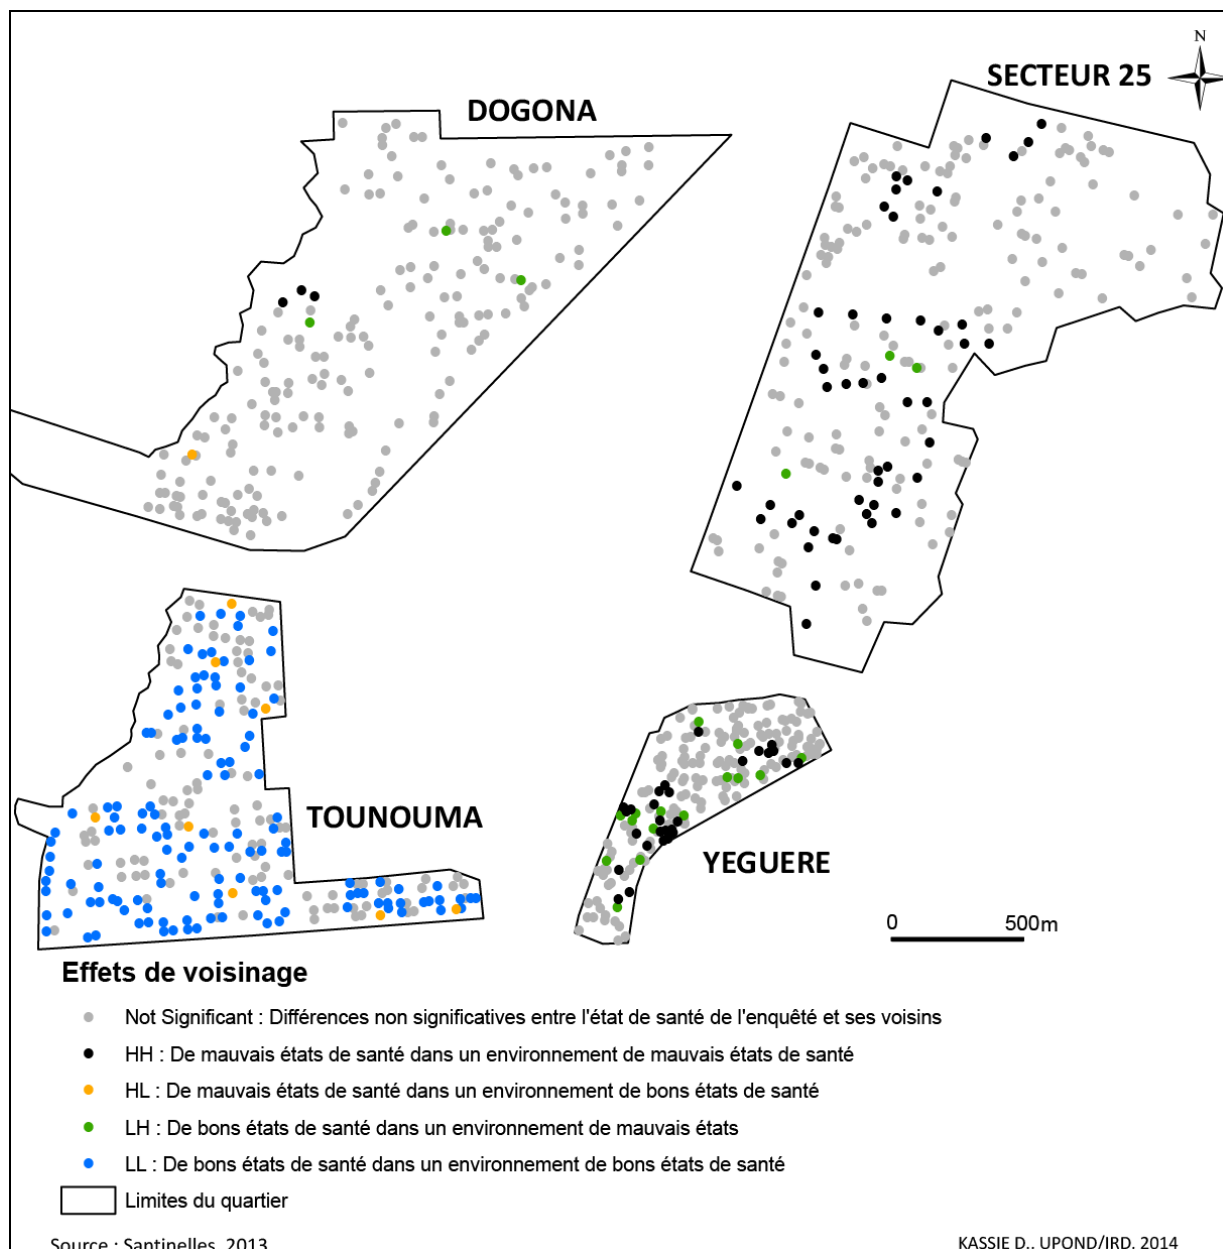 N
SECTEUR 25
DOGONA
TOUNOUMA
YEGUERE
0 500m
Effets de voisinage
Not Significant : Différences non significatives entre l'état de santé de l'enquêté et ses voisins
HH : De mauvais états de santé dans un environnement de mauvais états de santé
HL : De mauvais états de santé dans un environnement de bons états de santé
LH : De bons états de santé dans un environnement de mauvais états
LL : De bons états de santé dans un environnement de bons états de santé
Limites du quartier
Source : Santinelles, 2013
KASSIE D., UPOND/IRD, 2014